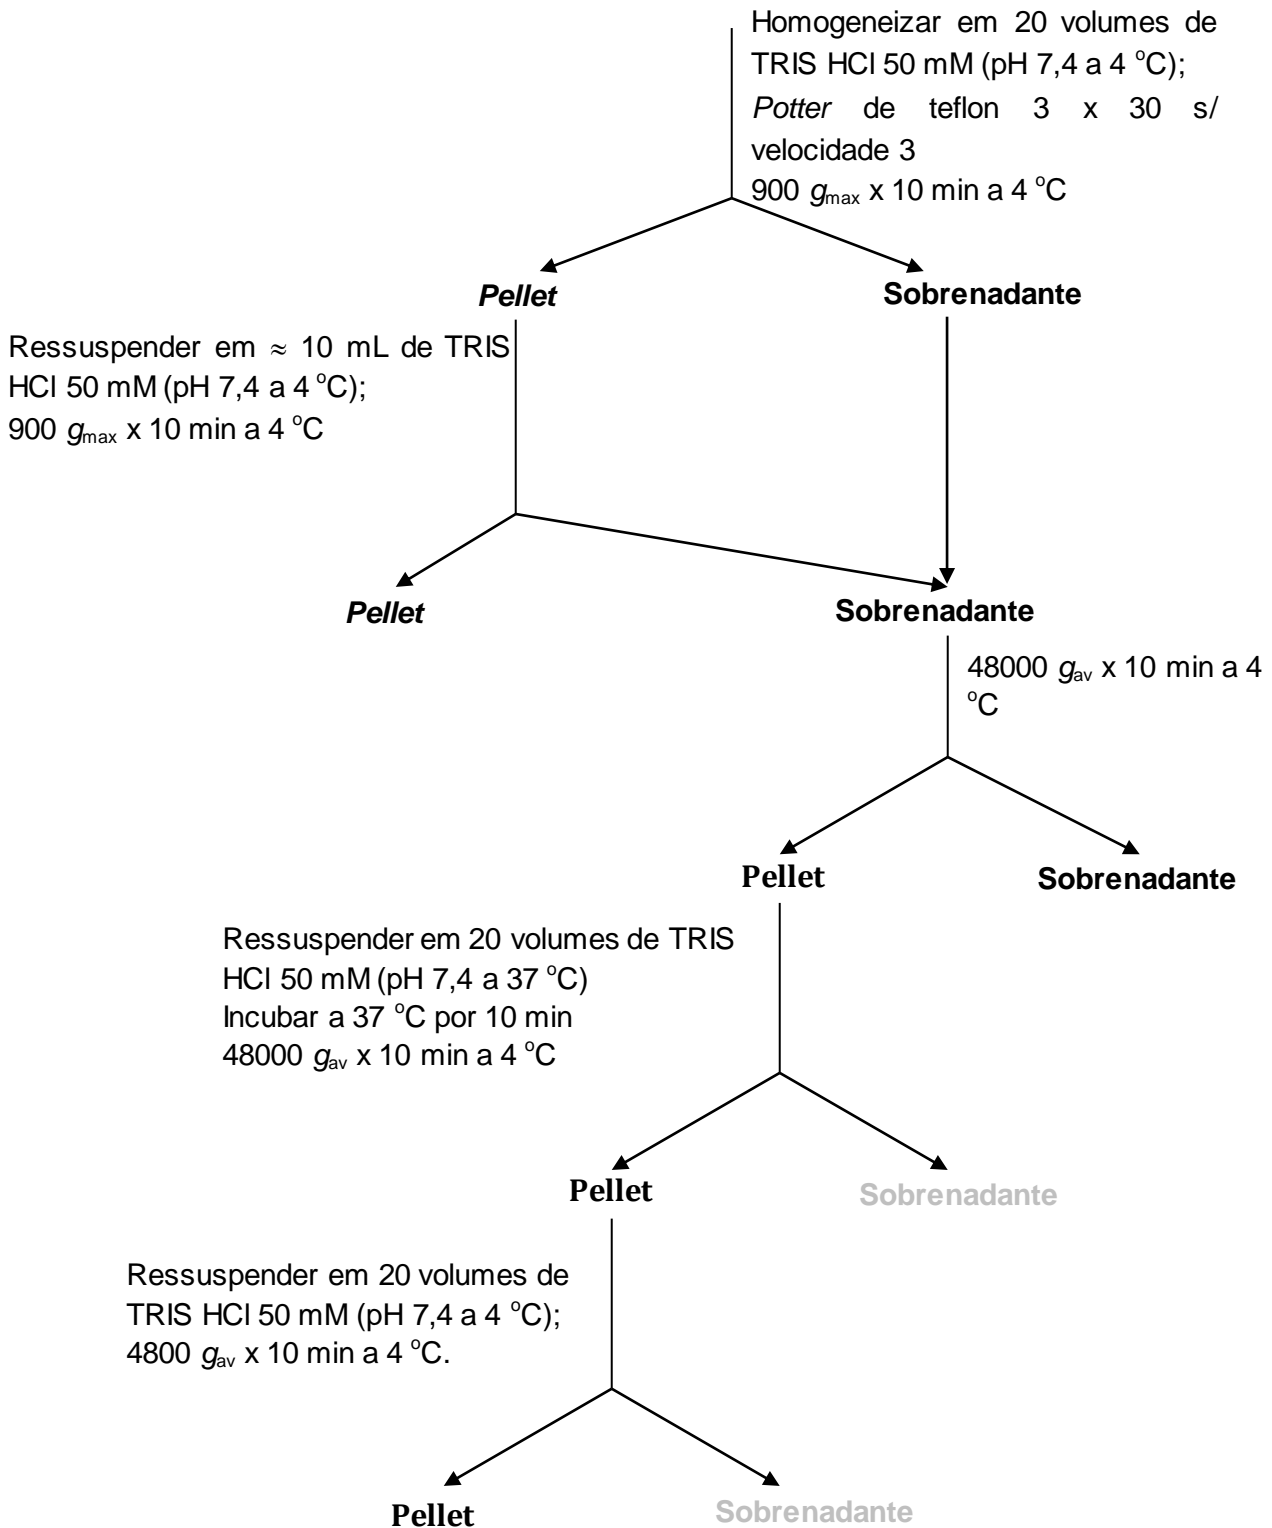 Homogeneizar em 20 volumes de
TRIS HCl 50 mM (pH 7,4 a 4 °C);
Potter de teflon 3 x 30 s/
velocidade 3
900 gmax x 10 min a 4 °C
Pellet
Sobrenadante
Ressuspender em ≈ 10 mL de TRIS
HCl 50 mM (pH 7,4 a 4 °C);
900 gmax x 10 min a 4 °C
Pellet
Sobrenadante
48000 gav x 10 min a 4
°C
Pellet
Sobrenadante
Ressuspender em 20 volumes de TRIS
HCl 50 mM (pH 7,4 a 37 °C)
Incubar a 37 °C por 10 min
48000 gav x 10 min a 4 °C
Pellet
Sobrenadante
Ressuspender em 20 volumes de
TRIS HCl 50 mM (pH 7,4 a 4 °C);
4800 gav x 10 min a 4 °C.
Pellet
Sobrenadante